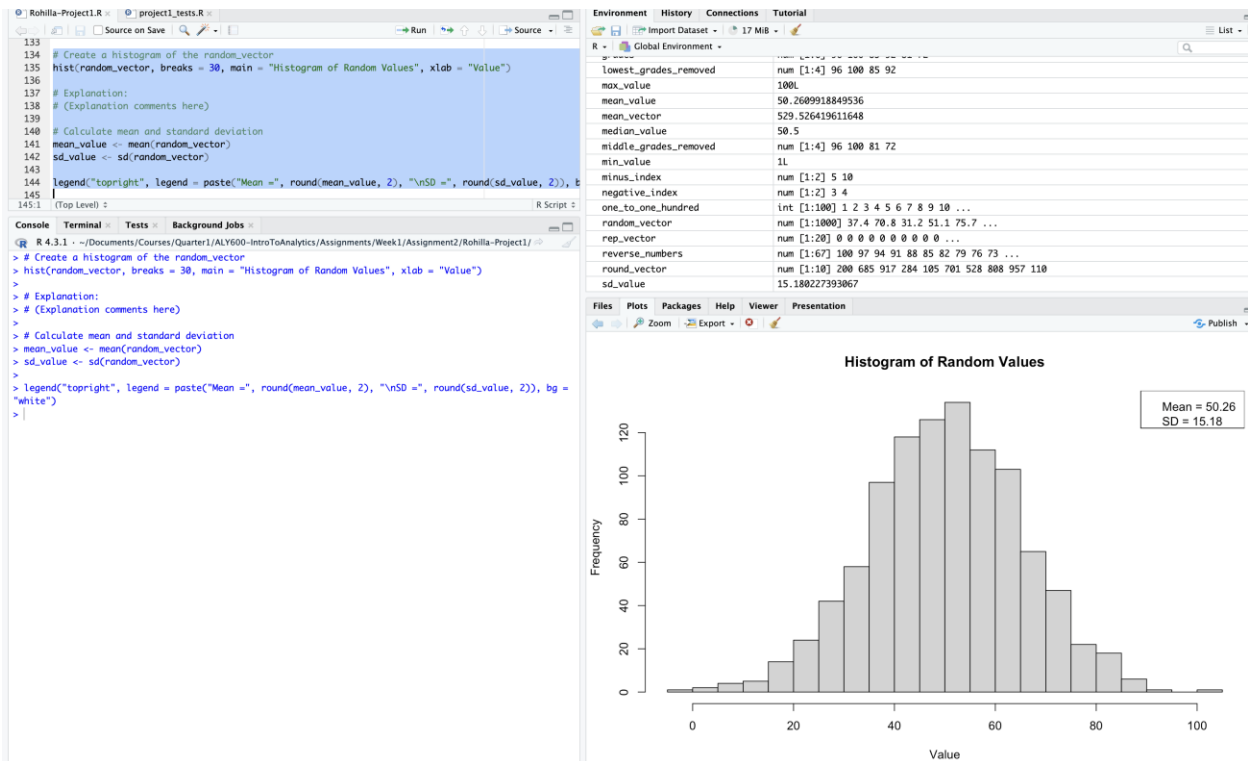 Rohilla-Project1.R
project1_tests.R
Source on Save
Run
Source
133
134 # Create a histogram of the random_vector
135 hist(random_vector, breaks = 30, main = "Histogram of Random Values", xlab = "Value")
136
137 # Explanation:
138 # (Explanation comments here)
139
140 # Calculate mean and standard deviation
141 mean_value <- mean(random_vector)
142 sd_value <- sd(random_vector)
143
144 legend("topright", legend = paste("Mean =", round(mean_value, 2), "\nSD =", round(sd_value, 2)), b
145
145:1 (Top Level) R Script
Console Terminal Tests Background Jobs
R 4.3.1 · ~/Documents/Courses/Quarter1/ALY600-IntroToAnalytics/Assignments/Week1/Assignment2/Rohilla-Project1/
> # Create a histogram of the random_vector
> hist(random_vector, breaks = 30, main = "Histogram of Random Values", xlab = "Value")
>
> # Explanation:
> # (Explanation comments here)
>
> # Calculate mean and standard deviation
> mean_value <- mean(random_vector)
> sd_value <- sd(random_vector)
>
> legend("topright", legend = paste("Mean =", round(mean_value, 2), "\nSD =", round(sd_value, 2)), bg =
"white")
>
Environment History Connections Tutorial
Import Dataset 17 MiB List
R Global Environment
lowest_grades_removed num [1:4] 96 100 85 92
max_value 100L
mean_value 50.2609918849536
mean_vector 529.526419611648
median_value 50.5
middle_grades_removed num [1:4] 96 100 81 72
min_value 1L
minus_index num [1:2] 5 10
negative_index num [1:2] 3 4
one_to_one_hundred int [1:100] 1 2 3 4 5 6 7 8 9 10 ...
random_vector num [1:1000] 37.4 70.8 31.2 51.1 75.7 ...
rep_vector num [1:20] 0 0 0 0 0 0 0 0 0 0 ...
reverse_numbers num [1:67] 100 97 94 91 88 85 82 79 76 73 ...
round_vector num [1:10] 200 685 917 284 105 701 528 808 957 110
sd_value 15.180227393067
Files Plots Packages Help Viewer Presentation
Zoom Export Publish
Histogram of Random Values
Mean = 50.26
SD = 15.18
Frequency
120
100
80
60
40
20
0
0 20 40 60 80 100
Value